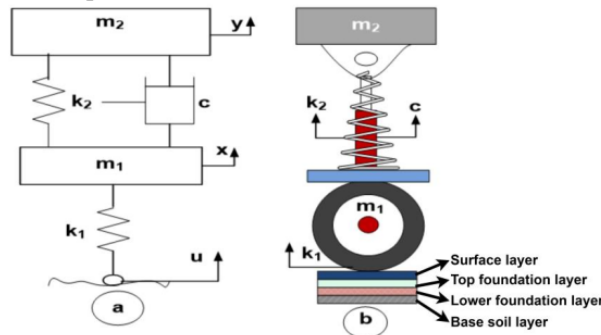 m₂
y
k₂
c
x
m₁
k₁
u
a
m₂
k₂
c
m₁
k₁
Surface layer
Top foundation layer
Lower foundation layer
Base soil layer
b